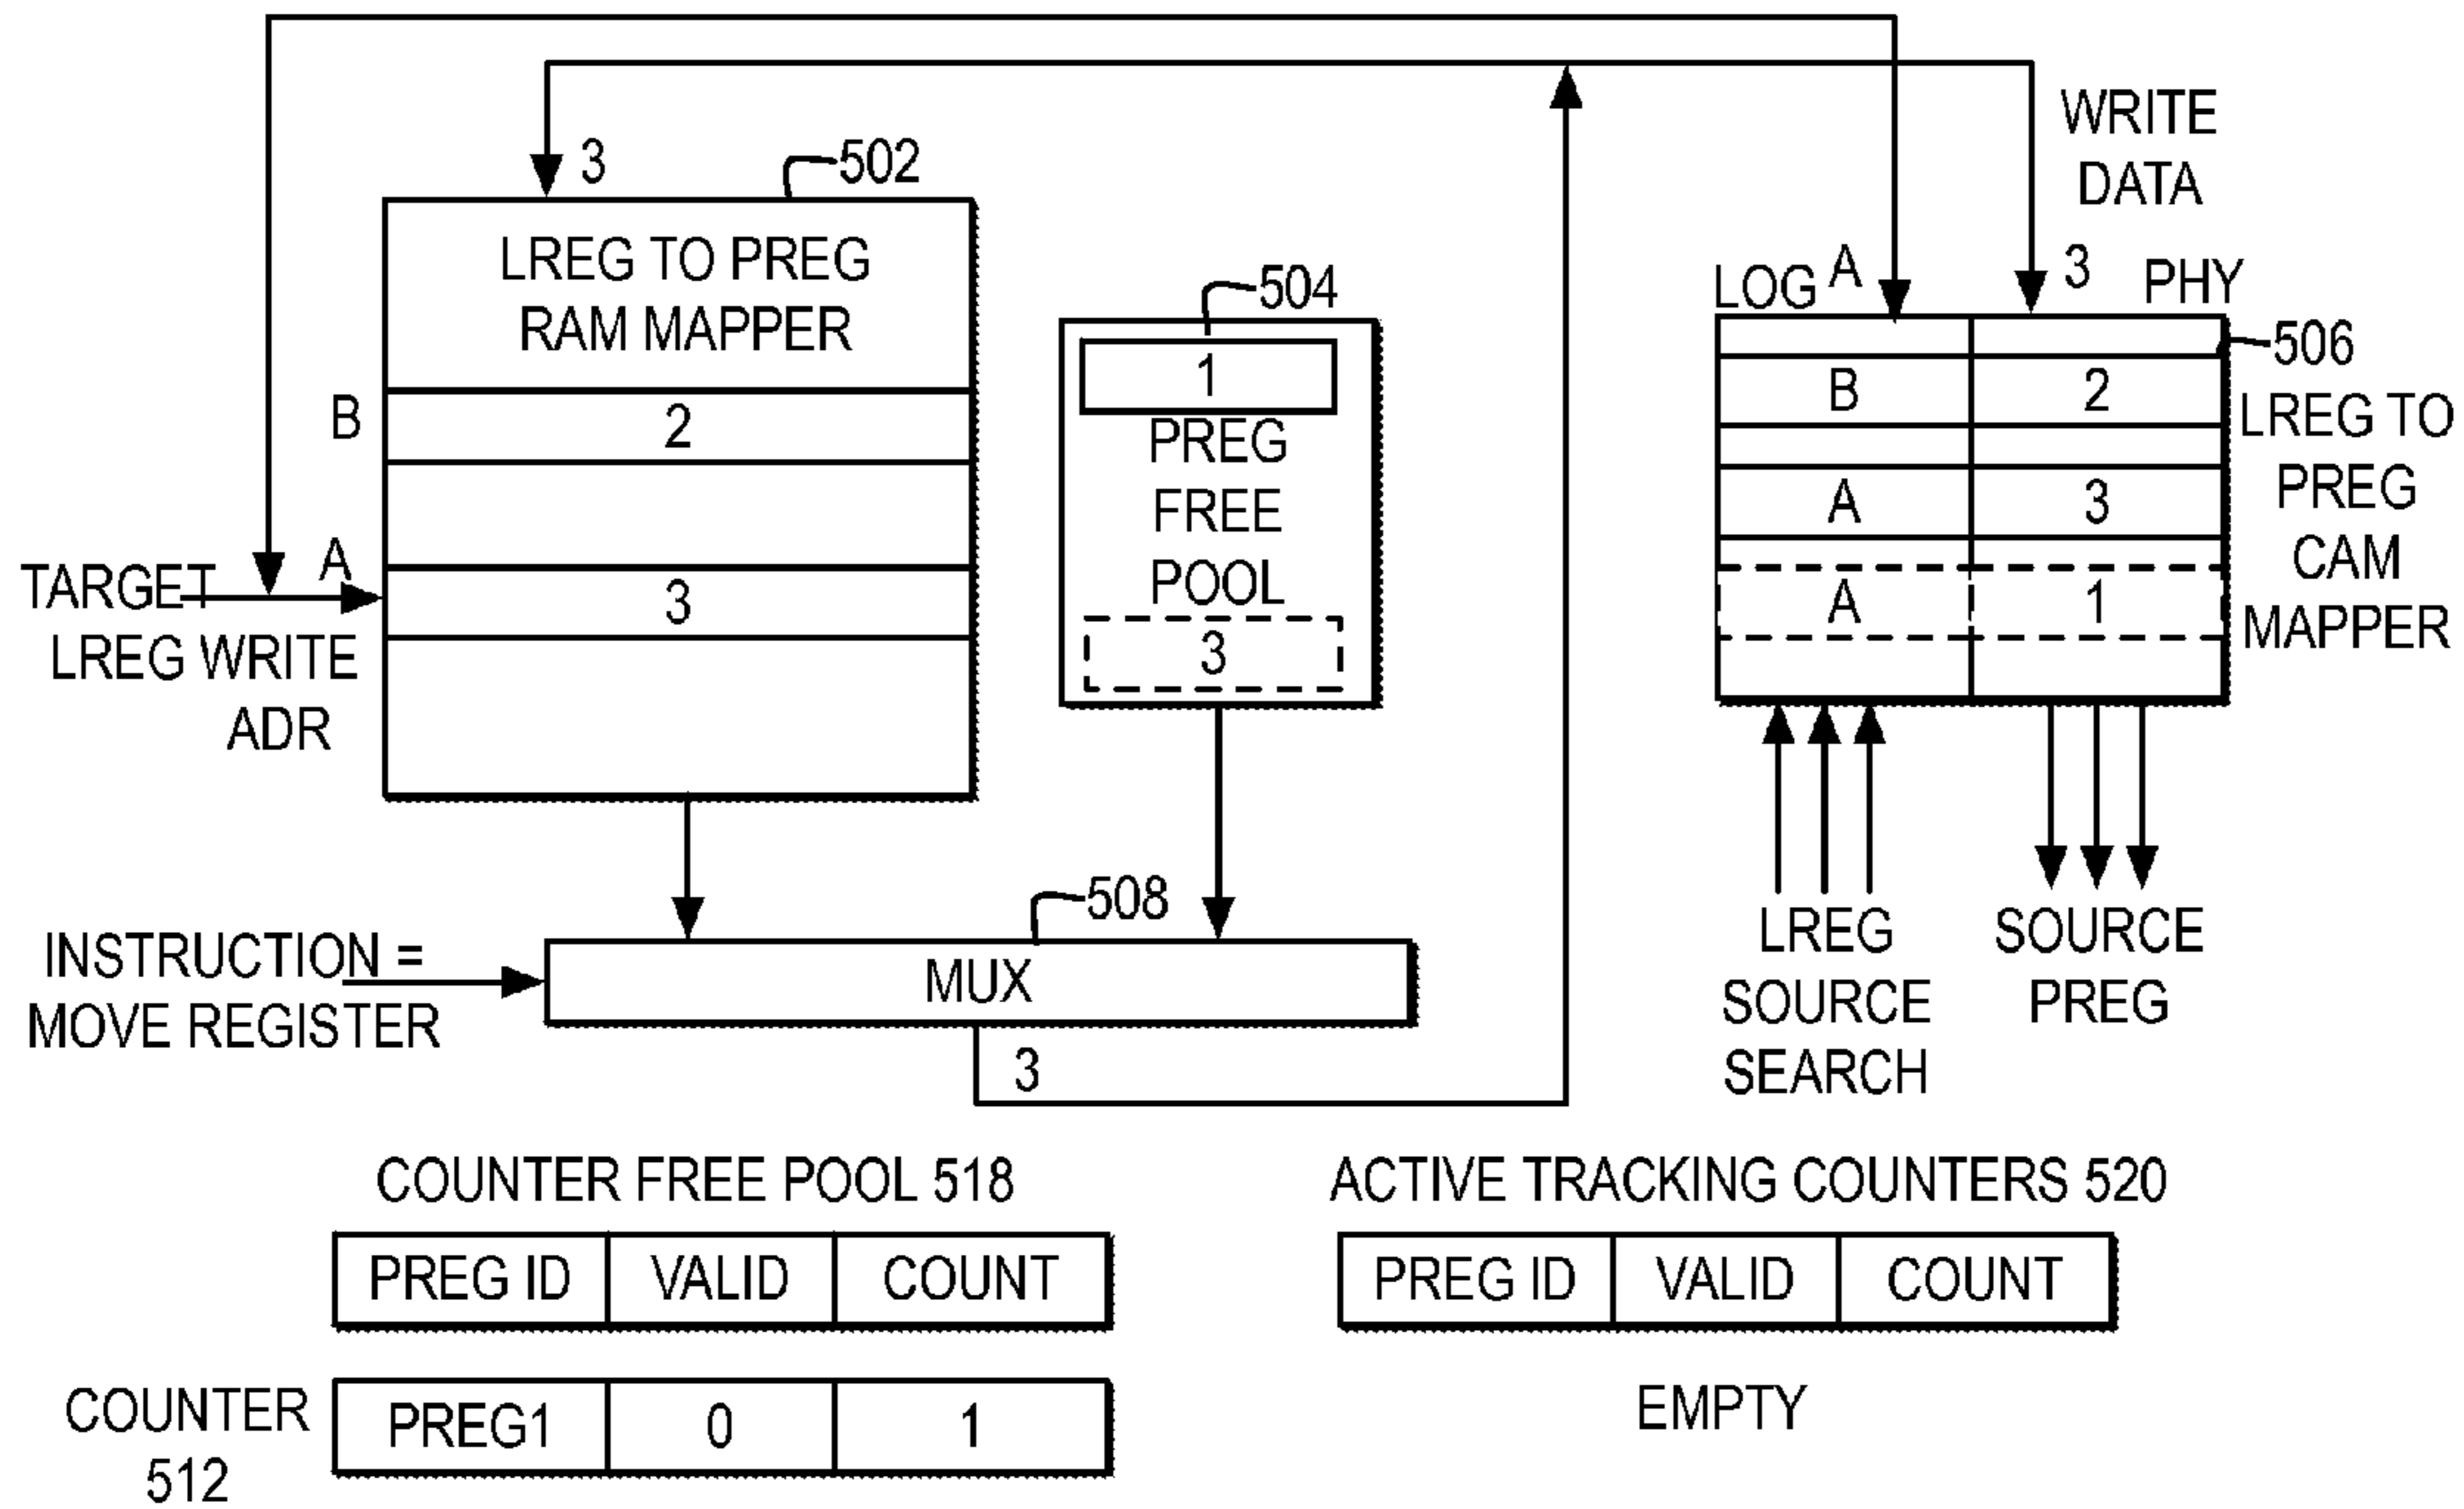 3
502
LREG TO PREG
RAM MAPPER
B
2
A
3
TARGET
LREG WRITE
ADR
504
1
PREG
FREE
POOL
3
WRITE
DATA
LOG
A
3
PHY
506
LREG TO
PREG
CAM
MAPPER
B
2
A
3
A
1
LREG
SOURCE
SEARCH
SOURCE
PREG
508
INSTRUCTION =
MOVE REGISTER
MUX
3
COUNTER FREE POOL 518
PREG ID VALID COUNT
COUNTER
512
PREG1 0 1
ACTIVE TRACKING COUNTERS 520
PREG ID VALID COUNT
EMPTY